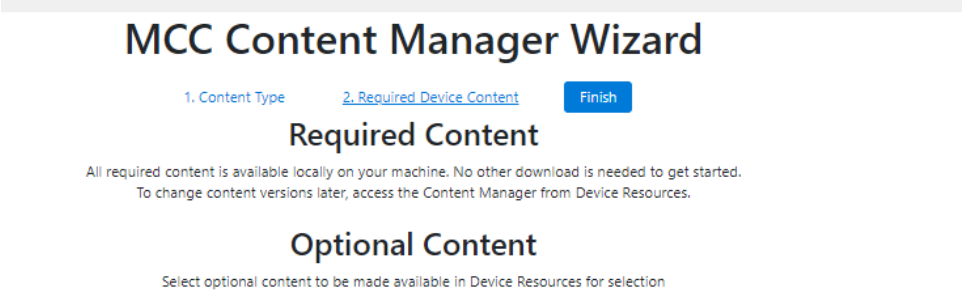 MCC Content Manager Wizard
1. Content Type 2. Required Device Content Finish
Required Content
All required content is available locally on your machine. No other download is needed to get started.
To change content versions later, access the Content Manager from Device Resources.
Optional Content
Select optional content to be made available in Device Resources for selection